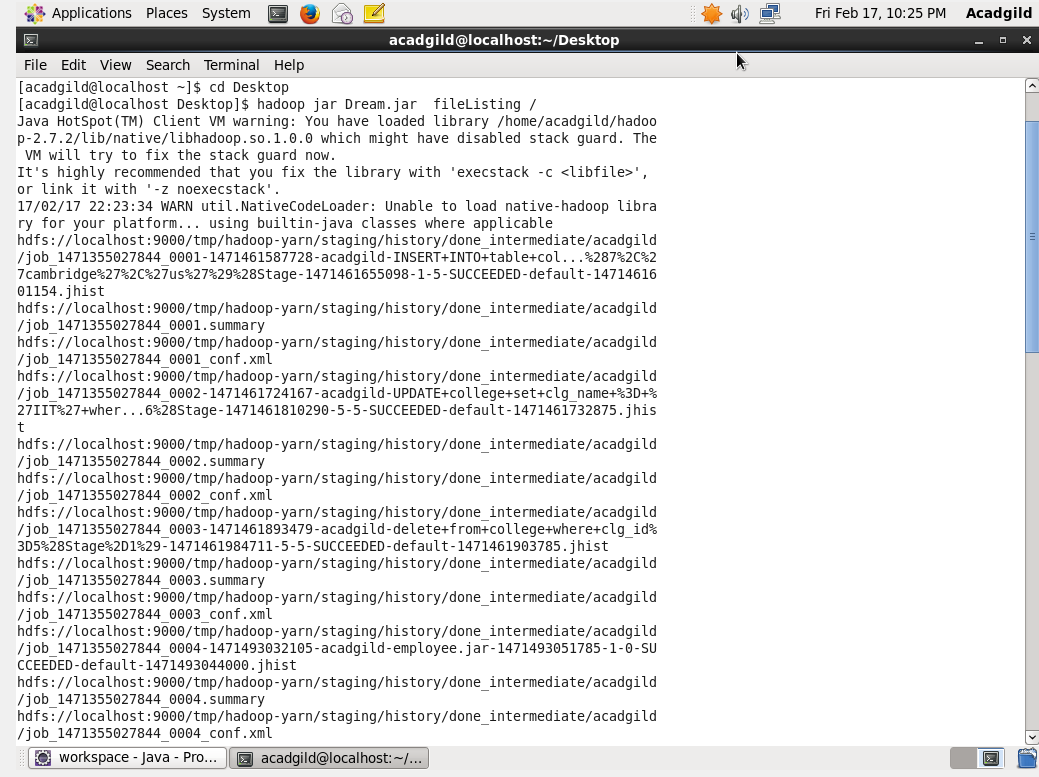 Applications Places System Fri Feb 17, 10:25 PM Acadgild
acadgild@localhost:~/Desktop
File Edit View Search Terminal Help
[acadgild@localhost ~]$ cd Desktop
[acadgild@localhost Desktop]$ hadoop jar Dream.jar  fileListing /
Java HotSpot(TM) Client VM warning: You have loaded library /home/acadgild/hadoo
p-2.7.2/lib/native/libhadoop.so.1.0.0 which might have disabled stack guard. The
 VM will try to fix the stack guard now.
It's highly recommended that you fix the library with 'execstack -c <libfile>',
or link it with '-z noexecstack'.
17/02/17 22:23:34 WARN util.NativeCodeLoader: Unable to load native-hadoop libra
ry for your platform... using builtin-java classes where applicable
hdfs://localhost:9000/tmp/hadoop-yarn/staging/history/done_intermediate/acadgild
/job_1471355027844_0001-1471461587728-acadgild-INSERT+INTO+table+col...%287%2C%2
7cambridge%27%2C%27us%27%29%28Stage-1471461655098-1-5-SUCCEEDED-default-14714616
01154.jhist
hdfs://localhost:9000/tmp/hadoop-yarn/staging/history/done_intermediate/acadgild
/job_1471355027844_0001.summary
hdfs://localhost:9000/tmp/hadoop-yarn/staging/history/done_intermediate/acadgild
/job_1471355027844_0001_conf.xml
hdfs://localhost:9000/tmp/hadoop-yarn/staging/history/done_intermediate/acadgild
/job_1471355027844_0002-1471461724167-acadgild-UPDATE+college+set+clg_name+%3D+%
27IIT%27+wher...6%28Stage-1471461810290-5-5-SUCCEEDED-default-1471461732875.jhis
t
hdfs://localhost:9000/tmp/hadoop-yarn/staging/history/done_intermediate/acadgild
/job_1471355027844_0002.summary
hdfs://localhost:9000/tmp/hadoop-yarn/staging/history/done_intermediate/acadgild
/job_1471355027844_0002_conf.xml
hdfs://localhost:9000/tmp/hadoop-yarn/staging/history/done_intermediate/acadgild
/job_1471355027844_0003-1471461893479-acadgild-delete+from+college+where+clg_id%
3D5%28Stage%2D1%29-1471461984711-5-5-SUCCEEDED-default-1471461903785.jhist
hdfs://localhost:9000/tmp/hadoop-yarn/staging/history/done_intermediate/acadgild
/job_1471355027844_0003.summary
hdfs://localhost:9000/tmp/hadoop-yarn/staging/history/done_intermediate/acadgild
/job_1471355027844_0003_conf.xml
hdfs://localhost:9000/tmp/hadoop-yarn/staging/history/done_intermediate/acadgild
/job_1471355027844_0004-1471493032105-acadgild-employee.jar-1471493051785-1-0-SU
CCEEDED-default-1471493044000.jhist
hdfs://localhost:9000/tmp/hadoop-yarn/staging/history/done_intermediate/acadgild
/job_1471355027844_0004.summary
hdfs://localhost:9000/tmp/hadoop-yarn/staging/history/done_intermediate/acadgild
/job_1471355027844_0004_conf.xml
workspace - Java - Pro... acadgild@localhost:~/...